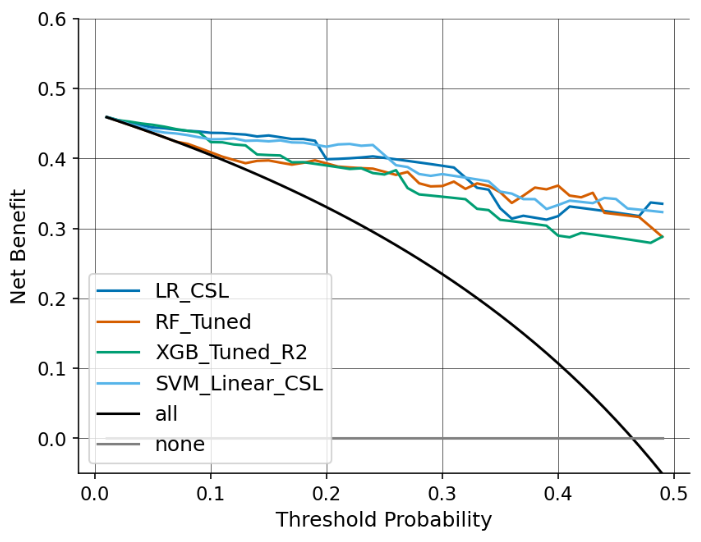 0.6
0.5
0.4
0.3
0.2
0.1
0.0
Net Benefit
LR_CSL
RF_Tuned
XGB_Tuned_R2
SVM_Linear_CSL
all
none
0.0 0.1 0.2 0.3 0.4 0.5
Threshold Probability